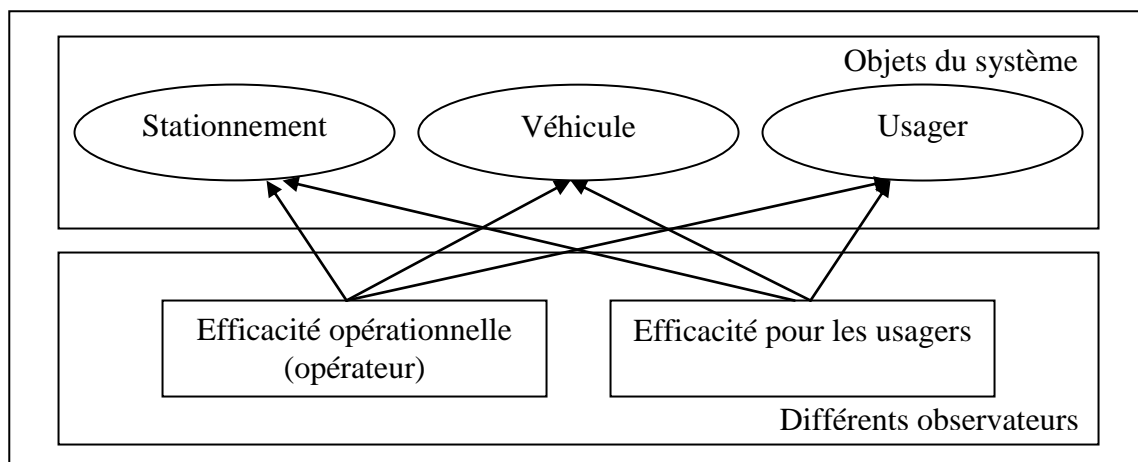 Objets du système
Stationnement
Véhicule
Usager
Efficacité opérationnelle
(opérateur)
Efficacité pour les usagers
Différents observateurs